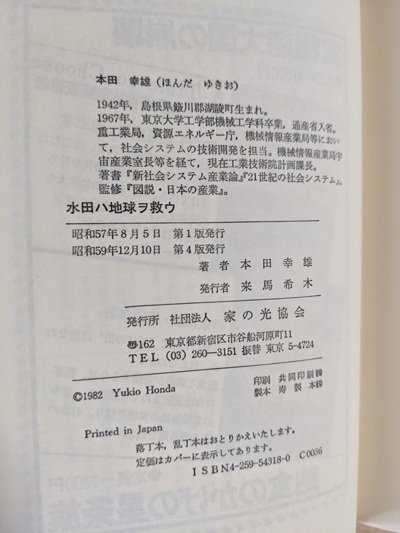 本田　幸雄（ほんだ　ゆきお）
1942年，島根県簸川郡湖陵町生まれ。
1967年，東京大学工学部機械工学科卒業，通産省入省。
重工業局，資源エネルギー庁，機械情報産業局等におい
て，社会システムの技術開発を担当。機械情報産業局宇
宙産業室長等を経て，現在工業技術院計画課長。
著書『新社会システム産業論』『21世紀の社会システム』。
監修『図説・日本の産業』。
水田ハ地球ヲ救ウ
昭和57年8月5日　第1版発行
昭和59年12月10日　第4版発行
著者　本田幸雄
発行者　来馬希木
発行所　社団法人　家の光協会
〠162　東京都新宿区市谷船河原町11
TEL (03) 260―3151 振替 東京 5-4724
©1982　Yukio Honda
印刷　共同印刷㈱
製本　寿製本㈱
Printed in Japan
落丁本，乱丁本はおとりかえいたします。
定価はカバーに表示してあります。
ISBN4-259-54318-0　C0036